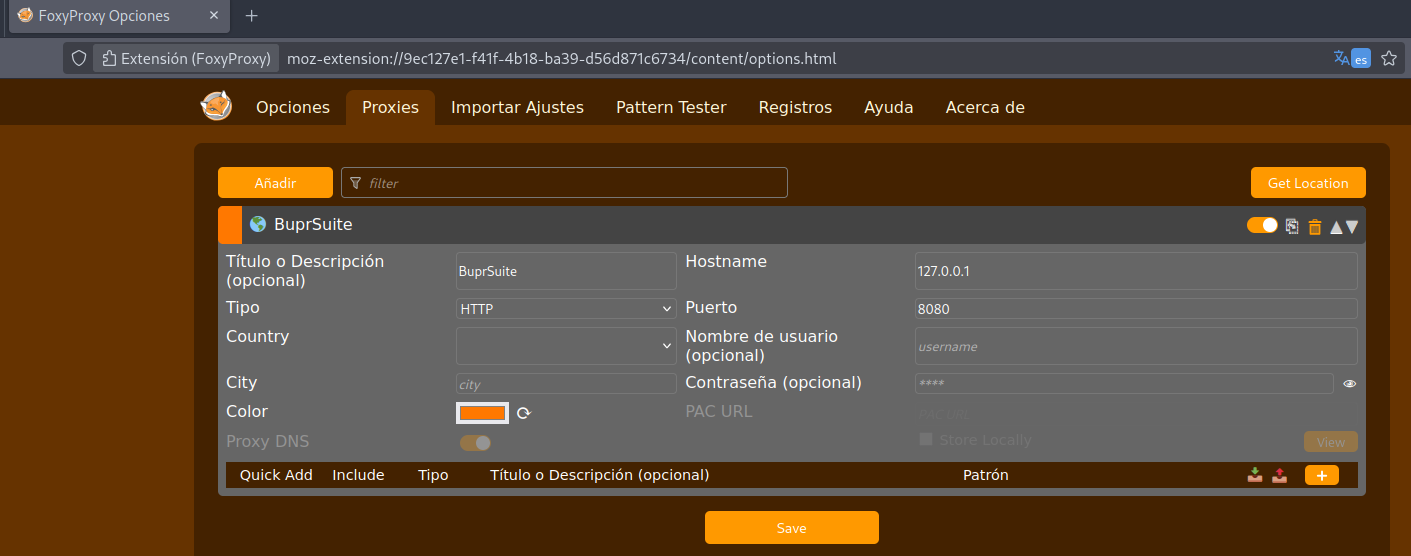 FoxyProxy Opciones
Extensión (FoxyProxy) moz-extension://9ec127e1-f41f-4b18-ba39-d56d871c6734/content/options.html es
Opciones Proxies Importar Ajustes Pattern Tester Registros Ayuda Acerca de
Añadir filter Get Location
BuprSuite
Título o Descripción (opcional) BuprSuite Hostname 127.0.0.1
Tipo HTTP Puerto 8080
Country Nombre de usuario (opcional) username
City city Contraseña (opcional) ****
Color PAC URL PAC URL
Proxy DNS Store Locally View
Quick Add Include Tipo Título o Descripción (opcional) Patrón
Save